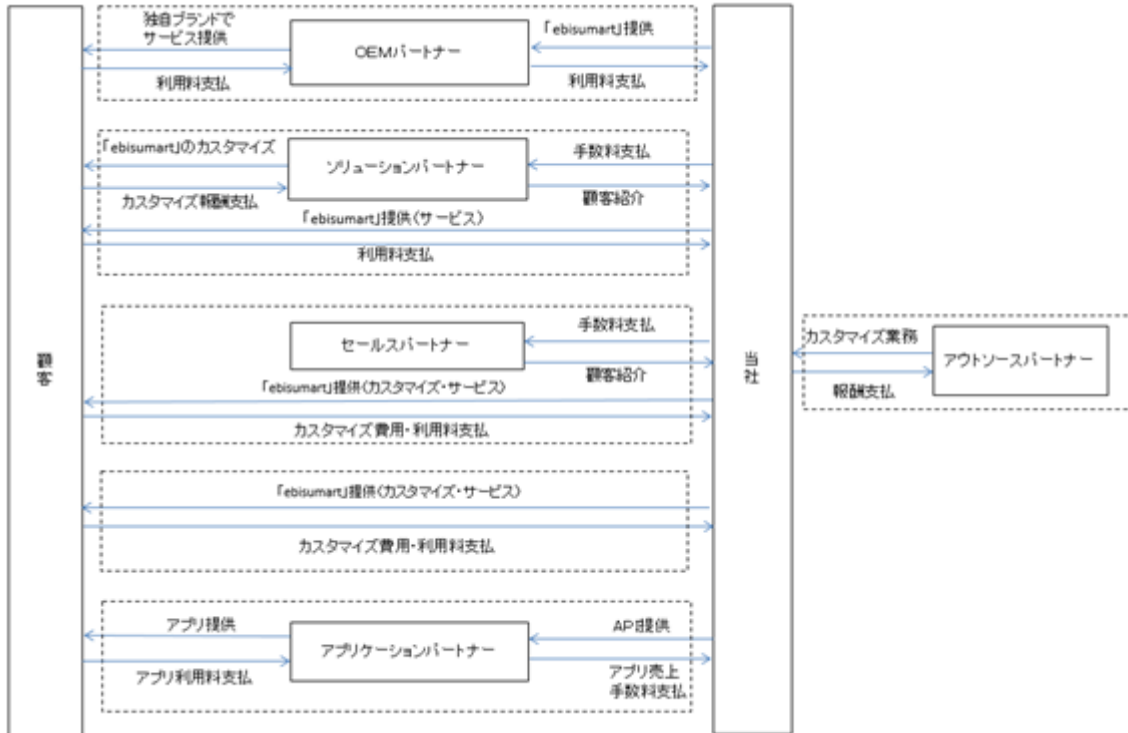 独自ブランドで
サービス提供
利用料支払
OEMパートナー
「ebisumart」提供
利用料支払
「ebisumart」のカスタマイズ
カスタマイズ報酬支払
ソリューションパートナー
手数料支払
顧客紹介
「ebisumart」提供(サービス)
利用料支払
顧客
セールスパートナー
手数料支払
顧客紹介
「ebisumart」提供(カスタマイズ・サービス)
カスタマイズ費用・利用料支払
当社
カスタマイズ業務
報酬支払
アウトソースパートナー
「ebisumart」提供(カスタマイズ・サービス)
カスタマイズ費用・利用料支払
アプリ提供
アプリ利用料支払
アプリケーションパートナー
API提供
アプリ売上
手数料支払